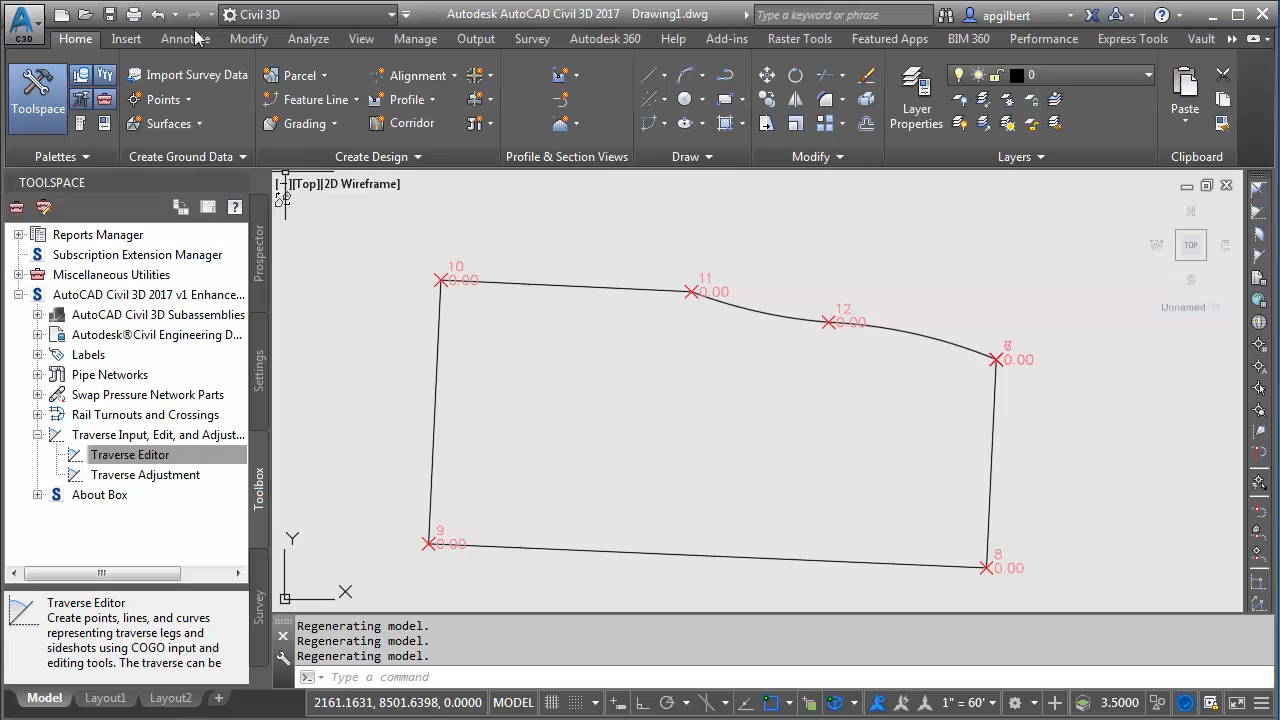 Civil 3D
Autodesk AutoCAD Civil 3D 2017 Drawing1.dwg
Type a keyword or phrase
apgilbert
C3D
Home Insert Annotate Modify Analyze View Manage Output Survey Autodesk 360 Help Add-ins Raster Tools Featured Apps BIM 360 Performance Express Tools Vault
Toolspace
Import Survey Data
Points
Surfaces
Parcel
Feature Line
Grading
Alignment
Profile
Corridor
Layer
Properties
0
Paste
Palettes
Create Ground Data
Create Design
Profile & Section Views
Draw
Modify
Layers
Clipboard
TOOLSPACE
Reports Manager
Subscription Extension Manager
Miscellaneous Utilities
AutoCAD Civil 3D 2017 v1 Enhance...
AutoCAD Civil 3D Subassemblies
Autodesk®Civil Engineering D...
Labels
Pipe Networks
Swap Pressure Network Parts
Rail Turnouts and Crossings
Traverse Input, Edit, and Adjust...
Traverse Editor
Traverse Adjustment
About Box
Prospector
Settings
Toolbox
Survey
Traverse Editor
Create points, lines, and curves
representing traverse legs and
sideshots using COGO input and
editing tools. The traverse can be
[−][Top][2D Wireframe]
N
W TOP E
S
Unnamed
10
0.00
11
0.00
12
0.00
0.00
9
0.00
8
0.00
Y
X
Regenerating model.
Regenerating model.
Regenerating model.
Type a command
Model Layout1 Layout2 +
2161.1631, 8501.6398, 0.0000 MODEL
1" = 60'
3.5000